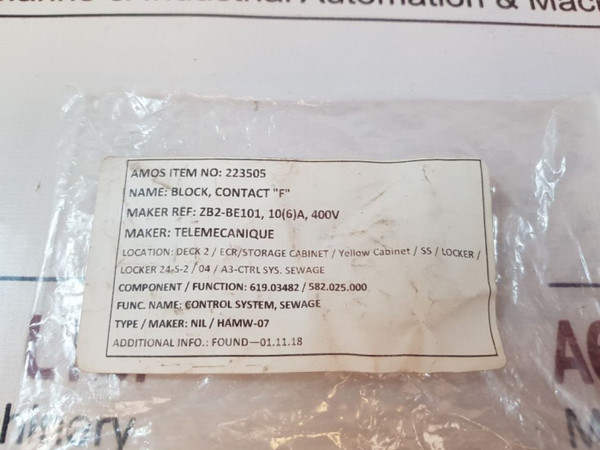 & Industrial Automation &
AMOS ITEM NO: 223505
NAME: BLOCK, CONTACT "F"
MAKER REF: ZB2-BE101, 10(6)A, 400V
MAKER: TELEMECANIQUE
LOCATION: DECK 2 / ECR/STORAGE CABINET / Yellow Cabinet / SS / LOCKER /
LOCKER 24-S-2 / 04 / A3-CTRL SYS. SEWAGE
COMPONENT / FUNCTION: 619.03482 / 582.025.000
FUNC. NAME: CONTROL SYSTEM, SEWAGE
TYPE / MAKER: NIL / HAMW-07
ADDITIONAL INFO.: FOUND—01.11.18